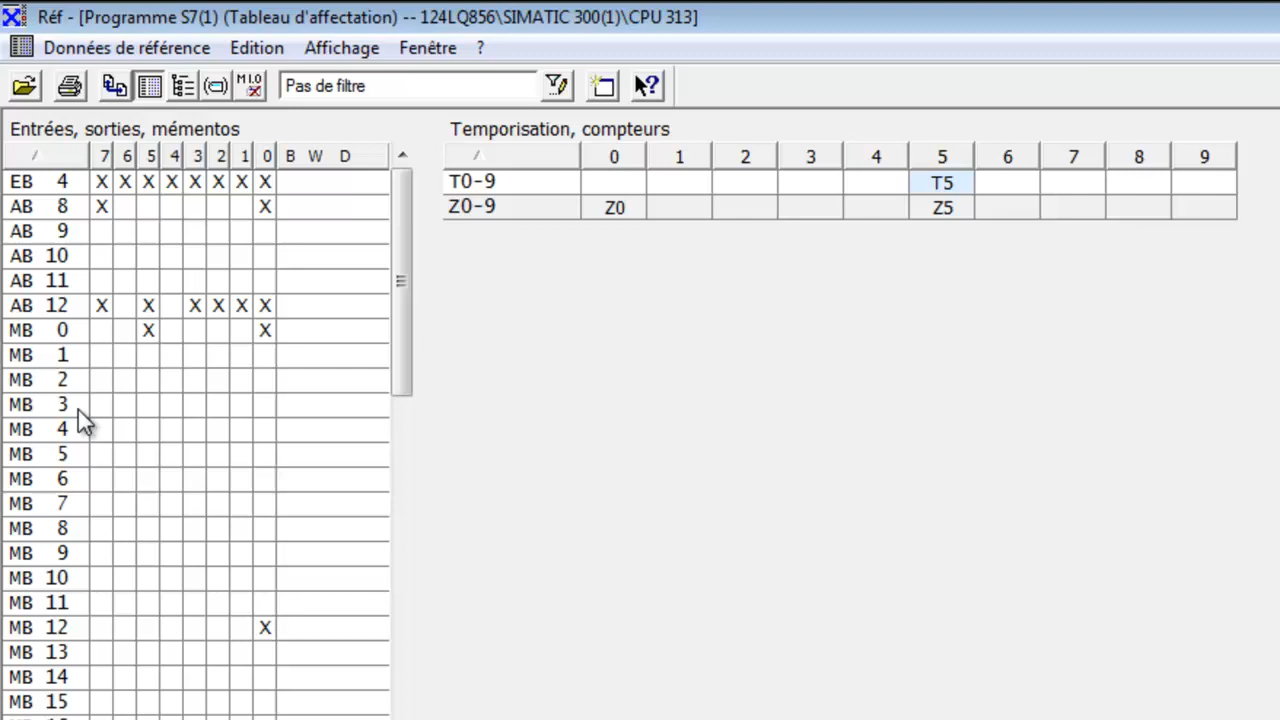 Réf - [Programme S7(1) (Tableau d'affectation) -- 124LQ856\SIMATIC 300(1)\CPU 313]
Données de référence Edition Affichage Fenêtre ?
M I.O Pas de filtre
Entrées, sorties, mémentos
/ 7 6 5 4 3 2 1 0 B W D
EB 4 X X X X X X X X
AB 8 X X
AB 9
AB 10
AB 11
AB 12 X X X X X X
MB 0 X X
MB 1
MB 2
MB 3
MB 4
MB 5
MB 6
MB 7
MB 8
MB 9
MB 10
MB 11
MB 12 X
MB 13
MB 14
MB 15
Temporisation, compteurs
/ 0 1 2 3 4 5 6 7 8 9
T0-9 T5
Z0-9 Z0 Z5